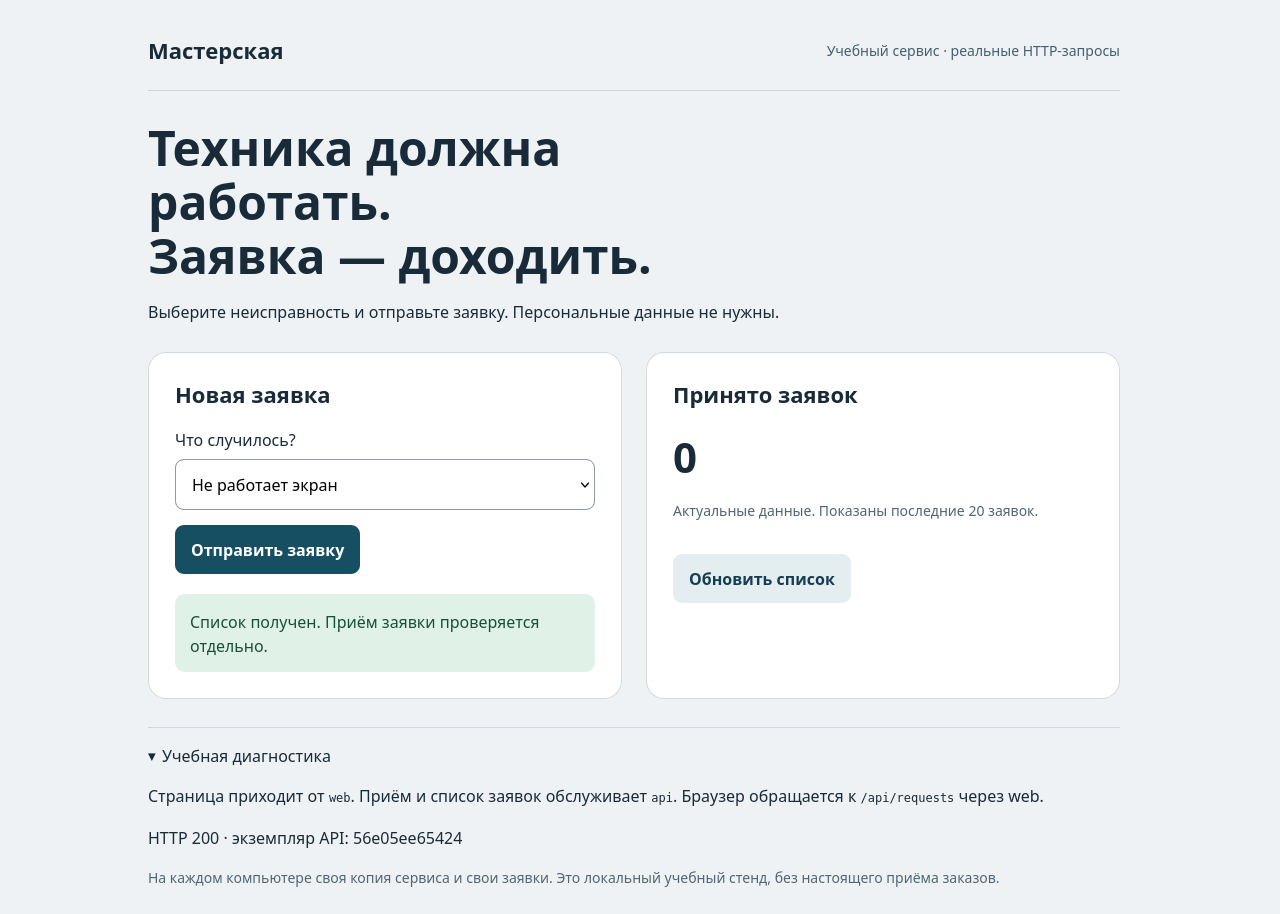 Мастерская
Учебный сервис · реальные HTTP-запросы
Техника должна
работать.
Заявка — доходить.
Выберите неисправность и отправьте заявку. Персональные данные не нужны.
Новая заявка
Что случилось?
Не работает экран
Отправить заявку
Список получен. Приём заявки проверяется
отдельно.
Принято заявок
0
Актуальные данные. Показаны последние 20 заявок.
Обновить список
▾ Учебная диагностика
Страница приходит от web. Приём и список заявок обслуживает api. Браузер обращается к /api/requests через web.
HTTP 200 · экземпляр API: 56e05ee65424
На каждом компьютере своя копия сервиса и свои заявки. Это локальный учебный стенд, без настоящего приёма заказов.